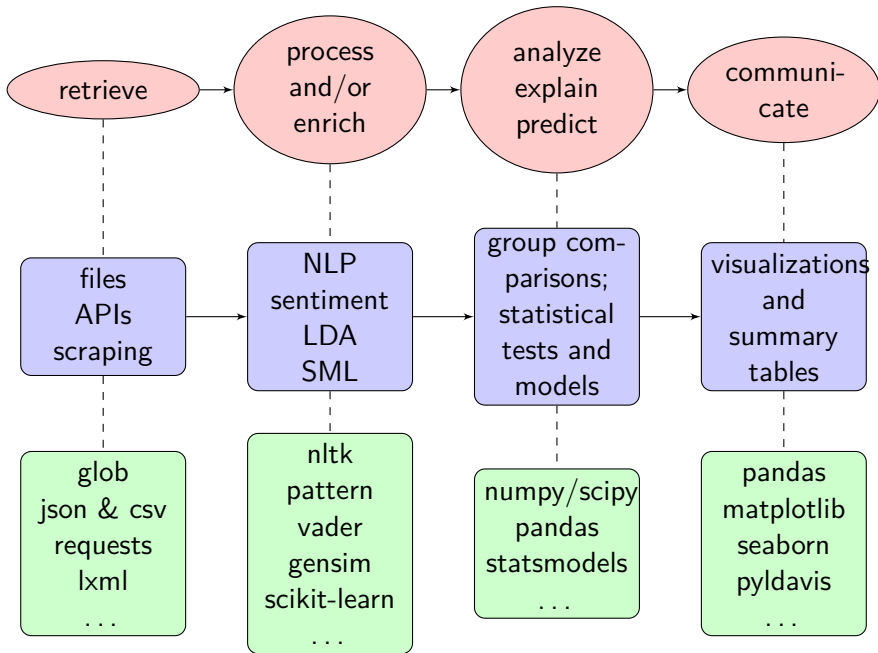 retrieve
process
and/or
enrich
analyze
explain
predict
communi-
cate
files
APIs
scraping
NLP
sentiment
LDA
SML
group com-
parisons;
statistical
tests and
models
visualizations
and
summary
tables
glob
json & csv
requests
lxml
...
nltk
pattern
vader
gensim
scikit-learn
...
numpy/scipy
pandas
statsmodels
...
pandas
matplotlib
seaborn
pyldavis
...